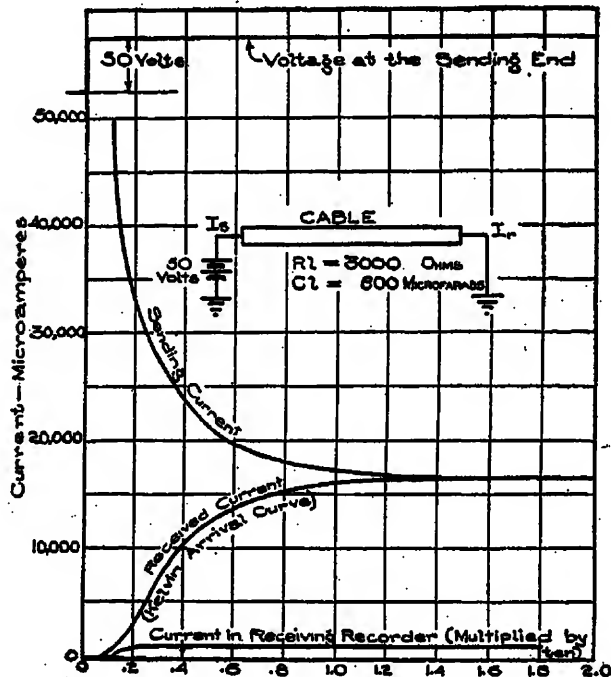 50 Volts
Voltage at the Sending End
50,000
40,000
30,000
20,000
10,000
0
Current—Microamperes
CABLE
Is
Ir
50
Volts
Rl = 3000 OHMS
Cl = 600 MICROFARADS
Sending Current
Received Current
(Kelvin Arrival Curve)
Current in Receiving Recorder (Multiplied by
ten)
0 .2 .4 .6 .8 1.0 1.2 1.4 1.6 1.8 2.0